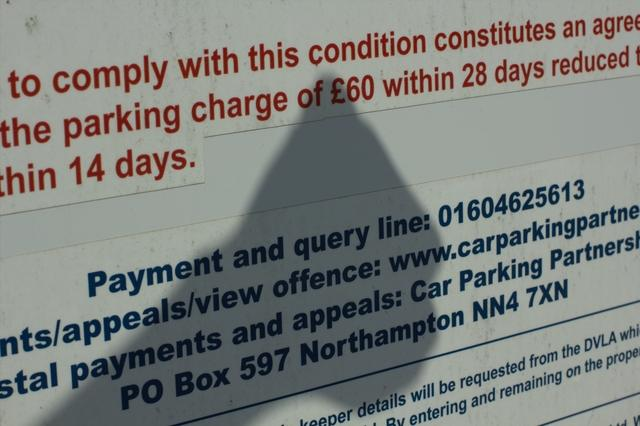 to comply with this condition constitutes an agree
the parking charge of £60 within 28 days reduced t
thin 14 days.
Payment and query line: 01604625613
nts/appeals/view offence: www.carparkingpartne
stal payments and appeals: Car Parking Partnersh
PO Box 597 Northampton NN4 7XN
keeper details will be requested from the DVLA whi
By entering and remaining on the prope